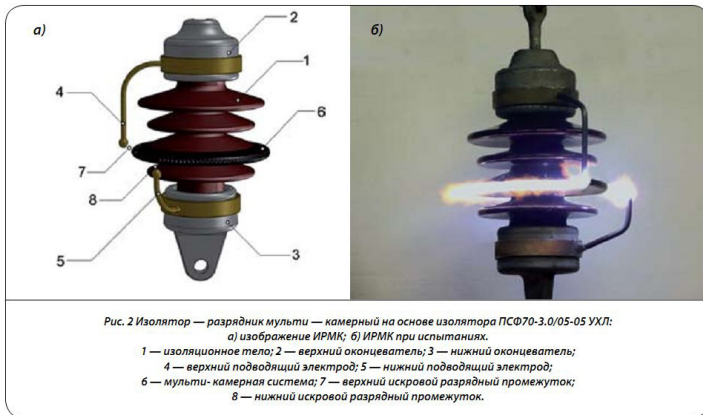 а)
б)
2
1
4
6
7
8
5
3
Рис. 2 Изолятор — разрядник мульти — камерный на основе изолятора ПСФ70-3.0/05-05 УХЛ:
а) изображение ИРМК; б) ИРМК при испытаниях.
1 — изоляционное тело; 2 — верхний оконцеватель; 3 — нижний оконцеватель;
4 — верхний подводящий электрод; 5 — нижний подводящий электрод;
6 — мульти- камерная система; 7 — верхний искровой разрядный промежуток;
8 — нижний искровой разрядный промежуток.